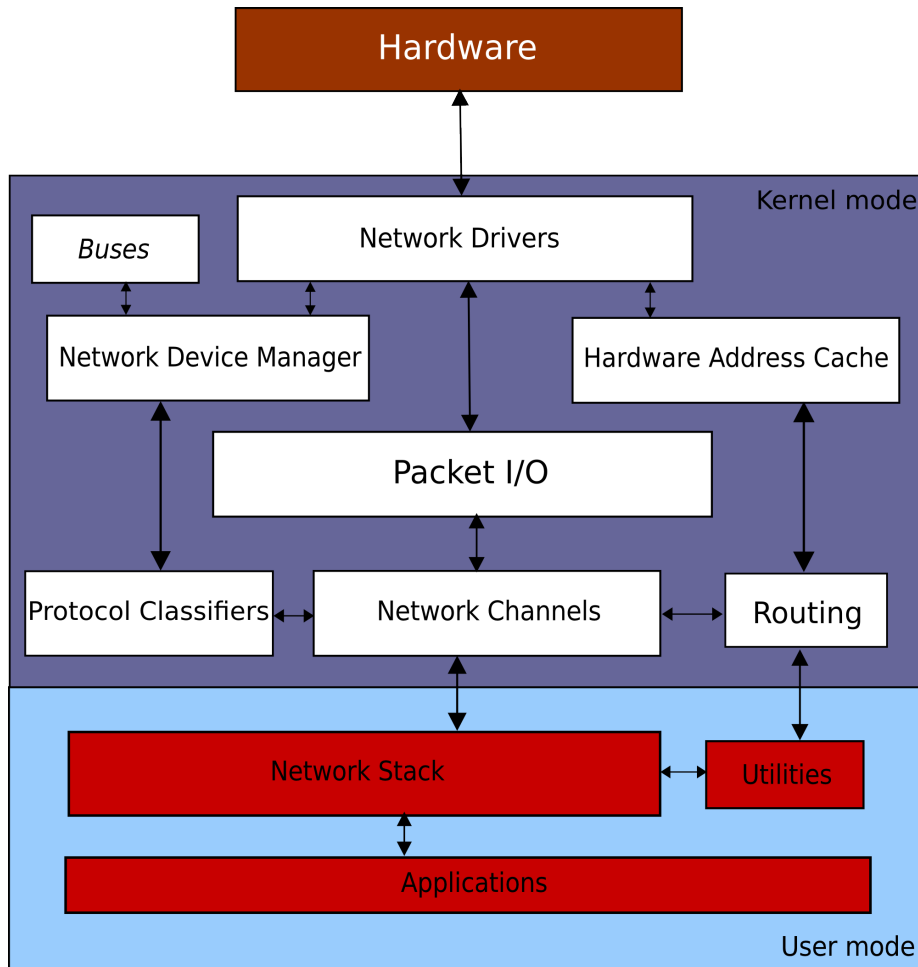 Hardware
Kernel mode
Network Drivers
Buses
Network Device Manager
Hardware Address Cache
Packet I/O
Protocol Classifiers
Network Channels
Routing
Network Stack
Utilities
Applications
User mode